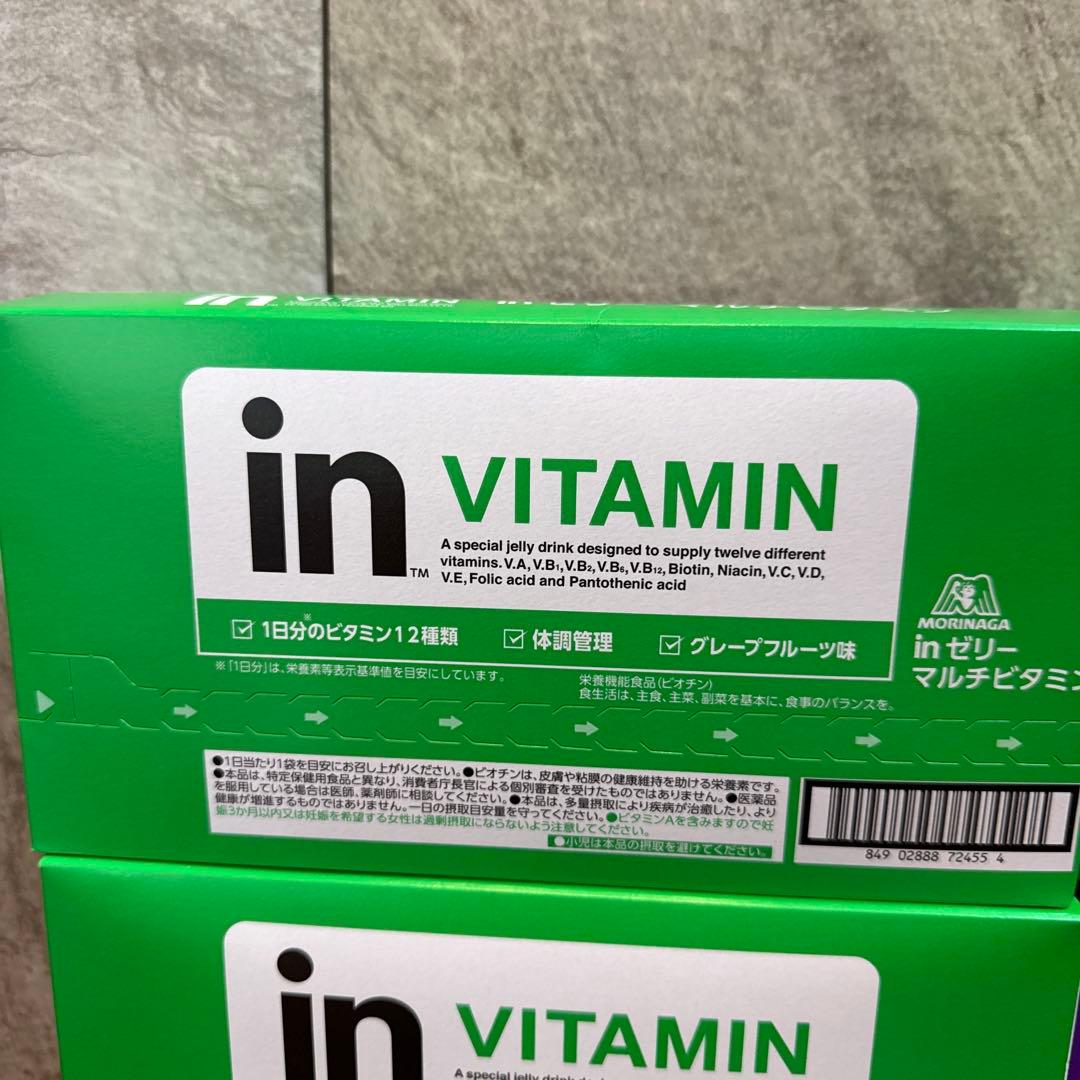 in VITAMIN
in
TM
VITAMIN
A special jelly drink designed to supply twelve different
vitamins. V.A, V.B1, V.B2, V.B6, V.B12, Biotin, Niacin, V.C, V.D,
V.E, Folic acid and Pantothenic acid
1日分※のビタミン12種類
体調管理
グレープフルーツ味
※「1日分」は、栄養素等表示基準値を目安にしています。
栄養機能食品(ビオチン)
食生活は、主食、主菜、副菜を基本に、食事のバランスを。
MORINAGA
inゼリー
マルチビタミン
●1日当たり1袋を目安にお召し上がりください。●ビオチンは、皮膚や粘膜の健康維持を助ける栄養素です。
●本品は、特定保健用食品と異なり、消費者庁長官による個別審査を受けたものではありません。●医薬品
を服用している場合は医師、薬剤師に相談してください。●本品は、多量摂取により疾病が治癒したり、より
健康が増進するものではありません。一日の摂取目安量を守ってください。●ビタミンAを含みますので妊
娠3か月以内又は妊娠を希望する女性は過剰摂取にならないよう注意してください。
●小児は本品の摂取を避けてください。
849 02888 72455 4
in
VITAMIN
A special jelly drink